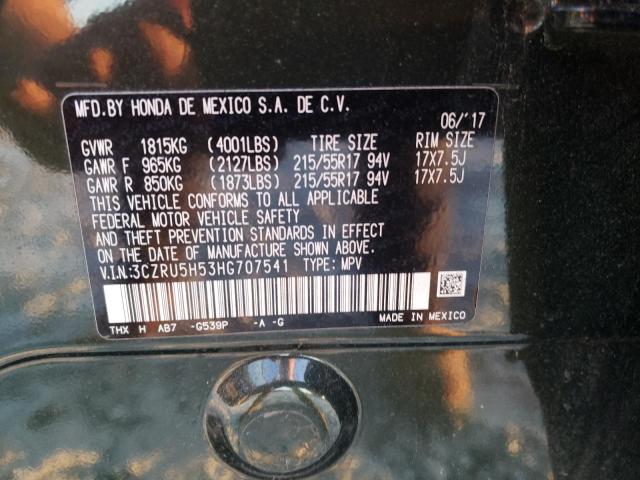 MFD.BY HONDA DE MEXICO S.A. DE C.V. 06/'17
GVWR 1815KG (4001LBS) TIRE SIZE RIM SIZE
GAWR F 965KG (2127LBS) 215/55R17 94V 17X7.5J
GAWR R 850KG (1873LBS) 215/55R17 94V 17X7.5J
THIS VEHICLE CONFORMS TO ALL APPLICABLE
FEDERAL MOTOR VEHICLE SAFETY
AND THEFT PREVENTION STANDARDS IN EFFECT
ON THE DATE OF MANUFACTURE SHOWN ABOVE.
V.I.N:3CZRU5H53HG707541 TYPE: MPV
THX H AB7 -G539P -A -G MADE IN MEXICO